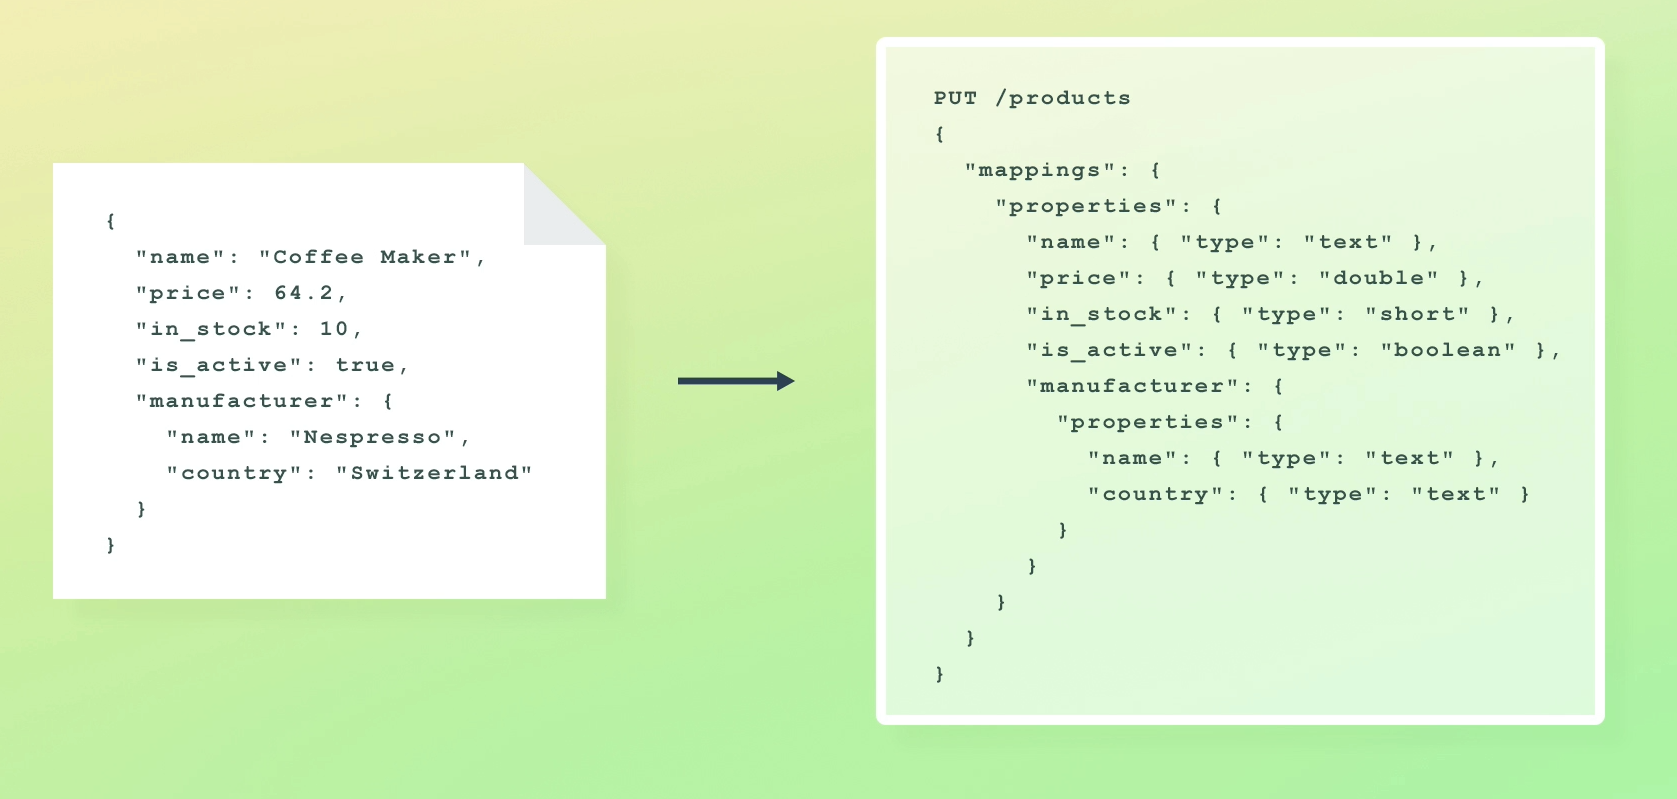 {
  "name": "Coffee Maker",
  "price": 64.2,
  "in_stock": 10,
  "is_active": true,
  "manufacturer": {
    "name": "Nespresso",
    "country": "Switzerland"
  }
}
PUT /products
{
  "mappings": {
    "properties": {
      "name": { "type": "text" },
      "price": { "type": "double" },
      "in_stock": { "type": "short" },
      "is_active": { "type": "boolean" },
      "manufacturer": {
        "properties": {
          "name": { "type": "text" },
          "country": { "type": "text" }
        }
      }
    }
  }
}